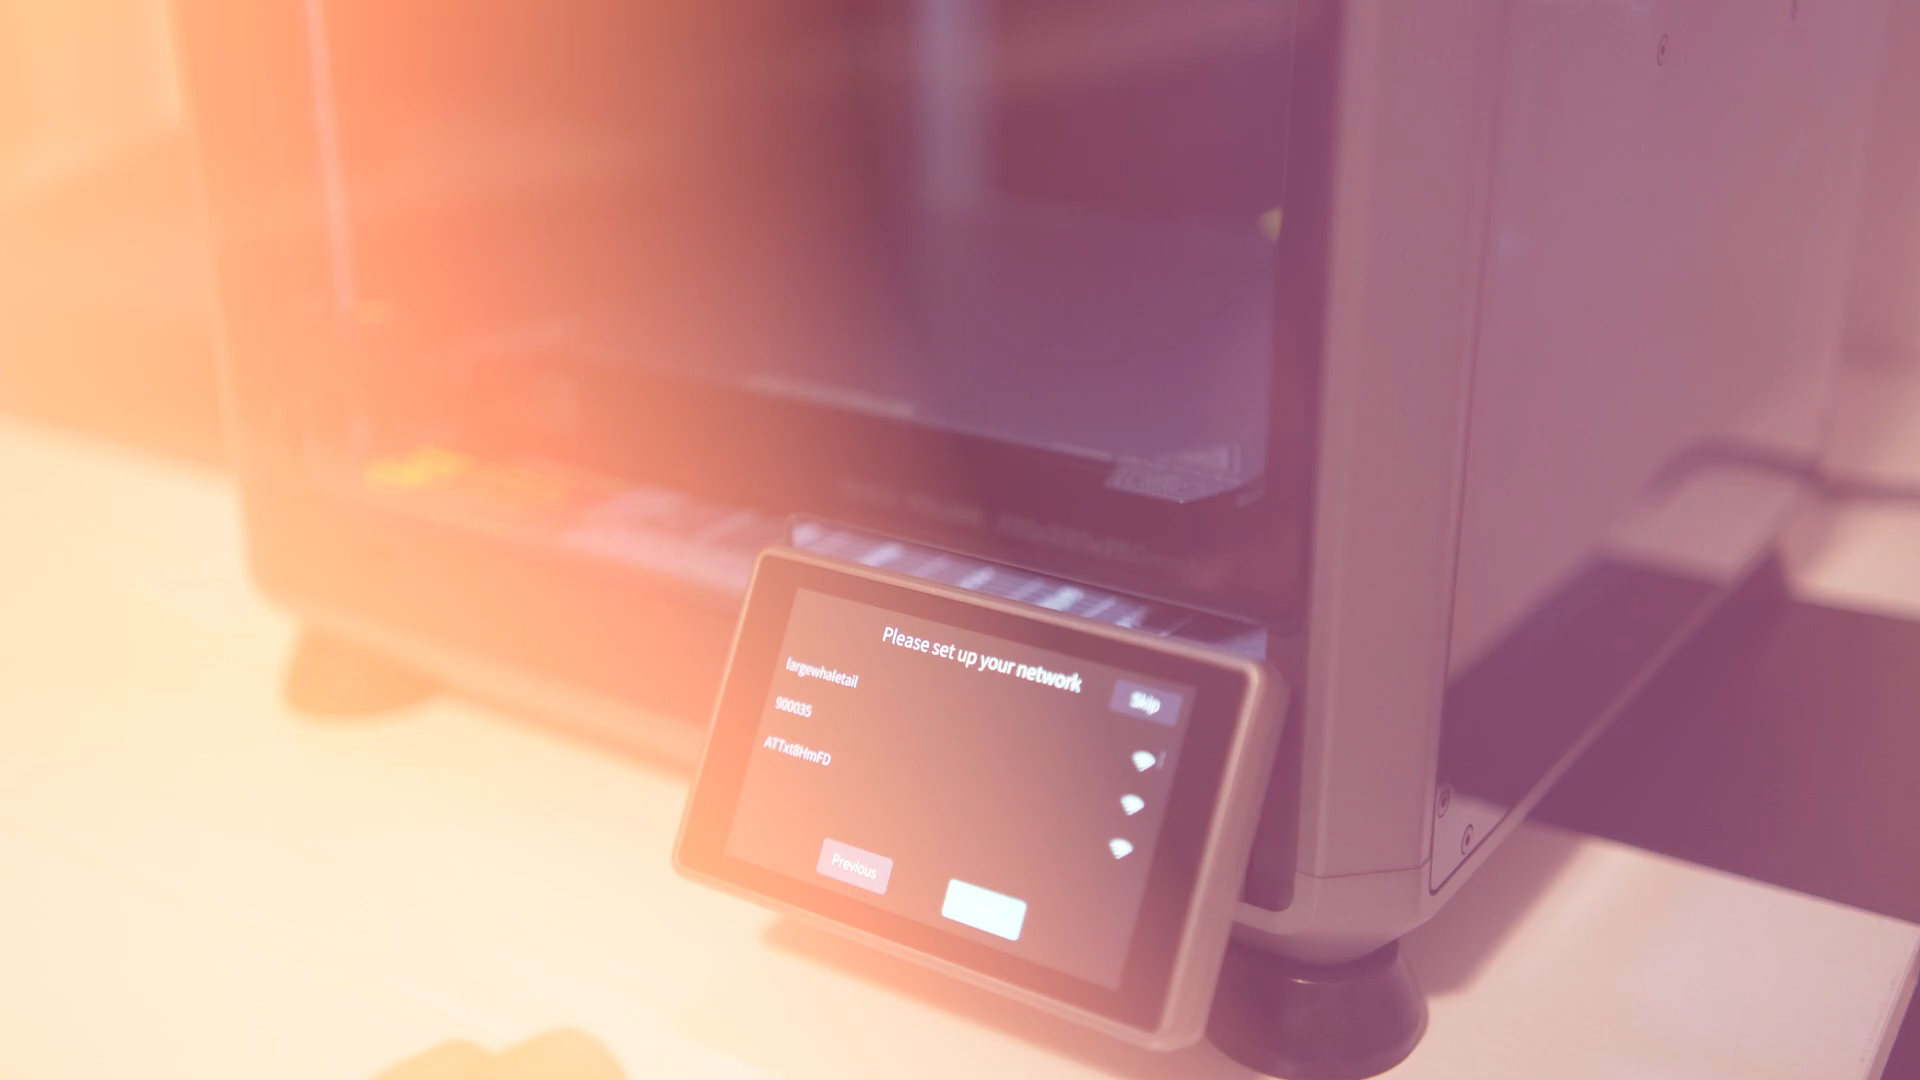 Please set up your network
Skip
largewhaletail
900035
ATTxt8HmFD
Previous